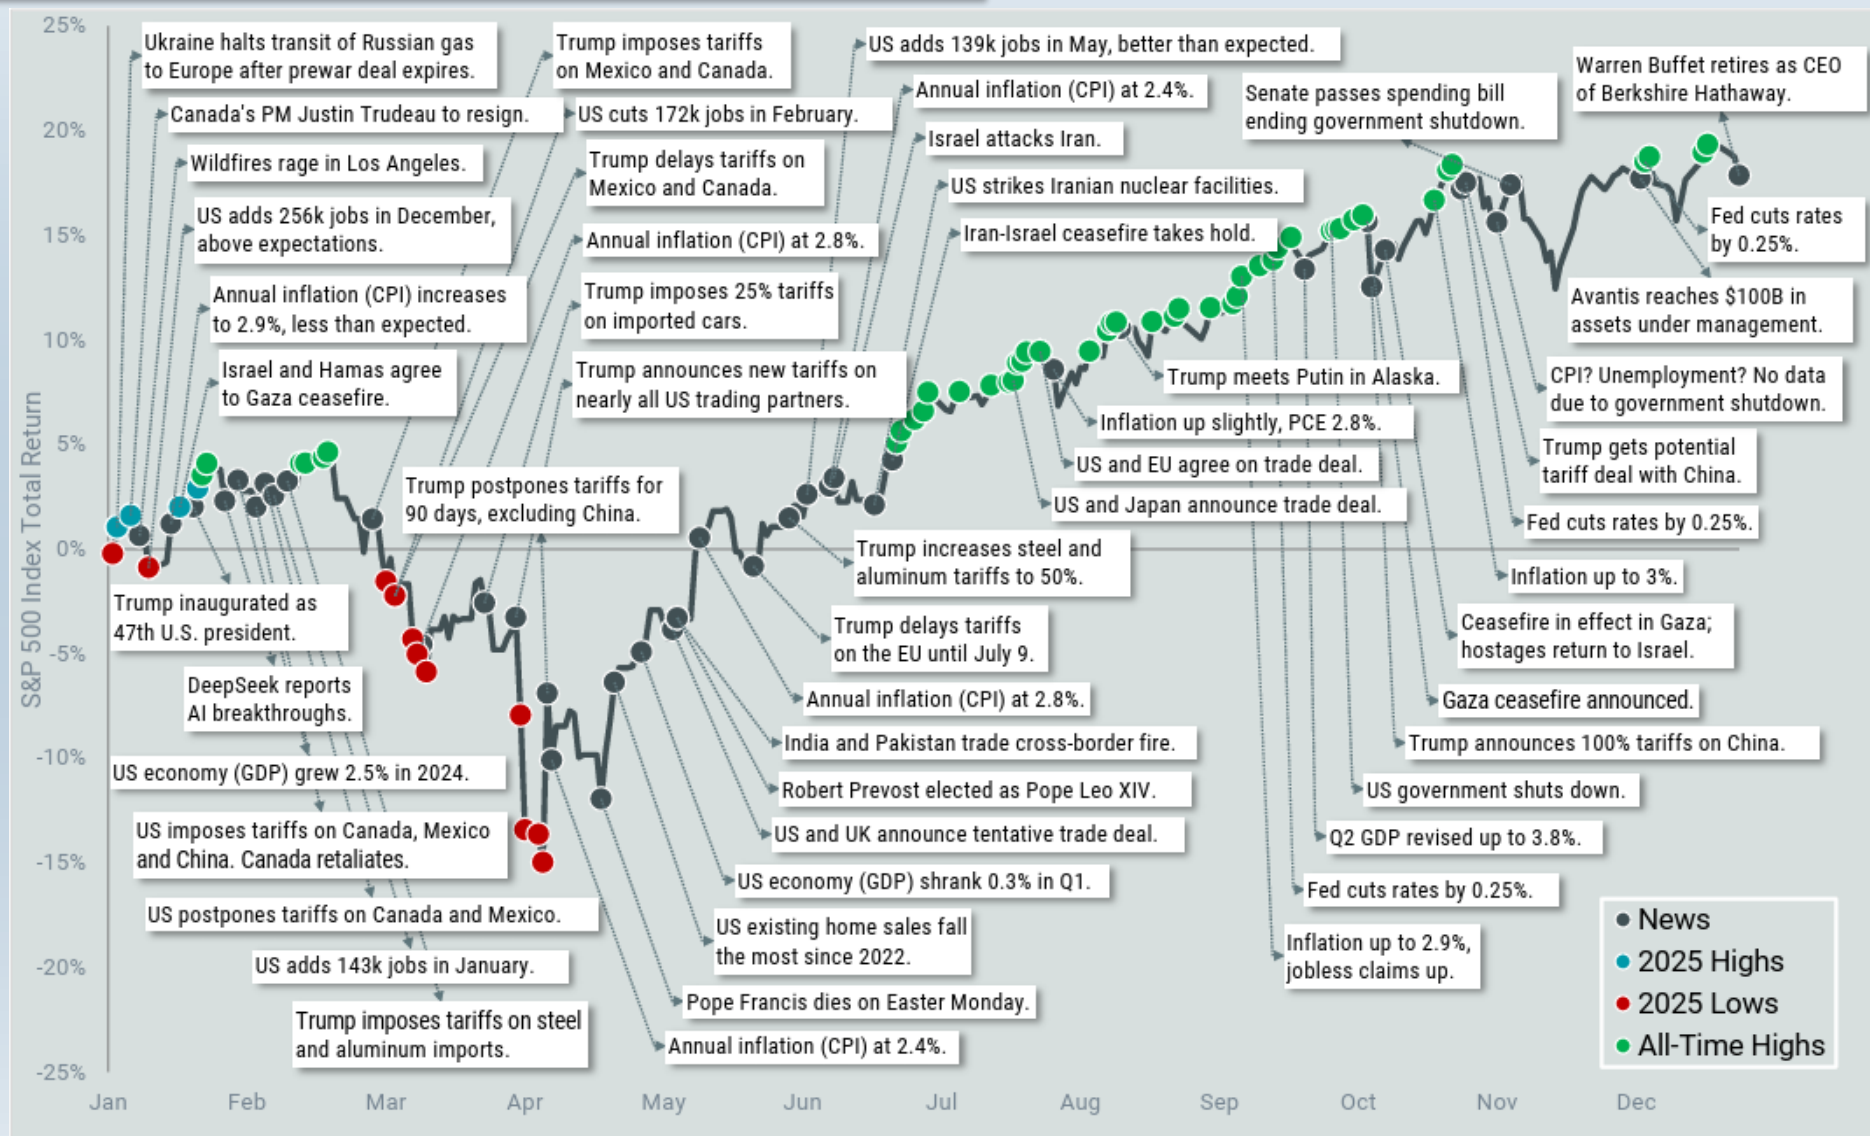 25%
20%
15%
10%
5%
0%
-5%
-10%
-15%
-20%
-25%
S&P 500 Index Total Return
Jan
Feb
Mar
Apr
May
Jun
Jul
Aug
Sep
Oct
Nov
Dec
Ukraine halts transit of Russian gas
to Europe after prewar deal expires.
Canada's PM Justin Trudeau to resign.
Wildfires rage in Los Angeles.
US adds 256k jobs in December,
above expectations.
Annual inflation (CPI) increases
to 2.9%, less than expected.
Israel and Hamas agree
to Gaza ceasefire.
Trump inaugurated as
47th U.S. president.
DeepSeek reports
AI breakthroughs.
US economy (GDP) grew 2.5% in 2024.
US imposes tariffs on Canada, Mexico
and China. Canada retaliates.
US postpones tariffs on Canada and Mexico.
US adds 143k jobs in January.
Trump imposes tariffs on steel
and aluminum imports.
Trump imposes tariffs
on Mexico and Canada.
US cuts 172k jobs in February.
Trump delays tariffs on
Mexico and Canada.
Annual inflation (CPI) at 2.8%.
Trump imposes 25% tariffs
on imported cars.
Trump announces new tariffs on
nearly all US trading partners.
Trump postpones tariffs for
90 days, excluding China.
Annual inflation (CPI) at 2.4%.
Pope Francis dies on Easter Monday.
US existing home sales fall
the most since 2022.
US economy (GDP) shrank 0.3% in Q1.
US and UK announce tentative trade deal.
Robert Prevost elected as Pope Leo XIV.
India and Pakistan trade cross-border fire.
Annual inflation (CPI) at 2.8%.
Trump delays tariffs
on the EU until July 9.
Trump increases steel and
aluminum tariffs to 50%.
US adds 139k jobs in May, better than expected.
Annual inflation (CPI) at 2.4%.
Israel attacks Iran.
US strikes Iranian nuclear facilities.
Iran-Israel ceasefire takes hold.
US and Japan announce trade deal.
US and EU agree on trade deal.
Inflation up slightly, PCE 2.8%.
Trump meets Putin in Alaska.
Inflation up to 2.9%,
jobless claims up.
Fed cuts rates by 0.25%.
Q2 GDP revised up to 3.8%.
US government shuts down.
Trump announces 100% tariffs on China.
Gaza ceasefire announced.
Ceasefire in effect in Gaza;
hostages return to Israel.
Inflation up to 3%.
Fed cuts rates by 0.25%.
Trump gets potential
tariff deal with China.
CPI? Unemployment? No data
due to government shutdown.
Senate passes spending bill
ending government shutdown.
Avantis reaches $100B in
assets under management.
Fed cuts rates
by 0.25%.
Warren Buffet retires as CEO
of Berkshire Hathaway.
News
2025 Highs
2025 Lows
All-Time Highs